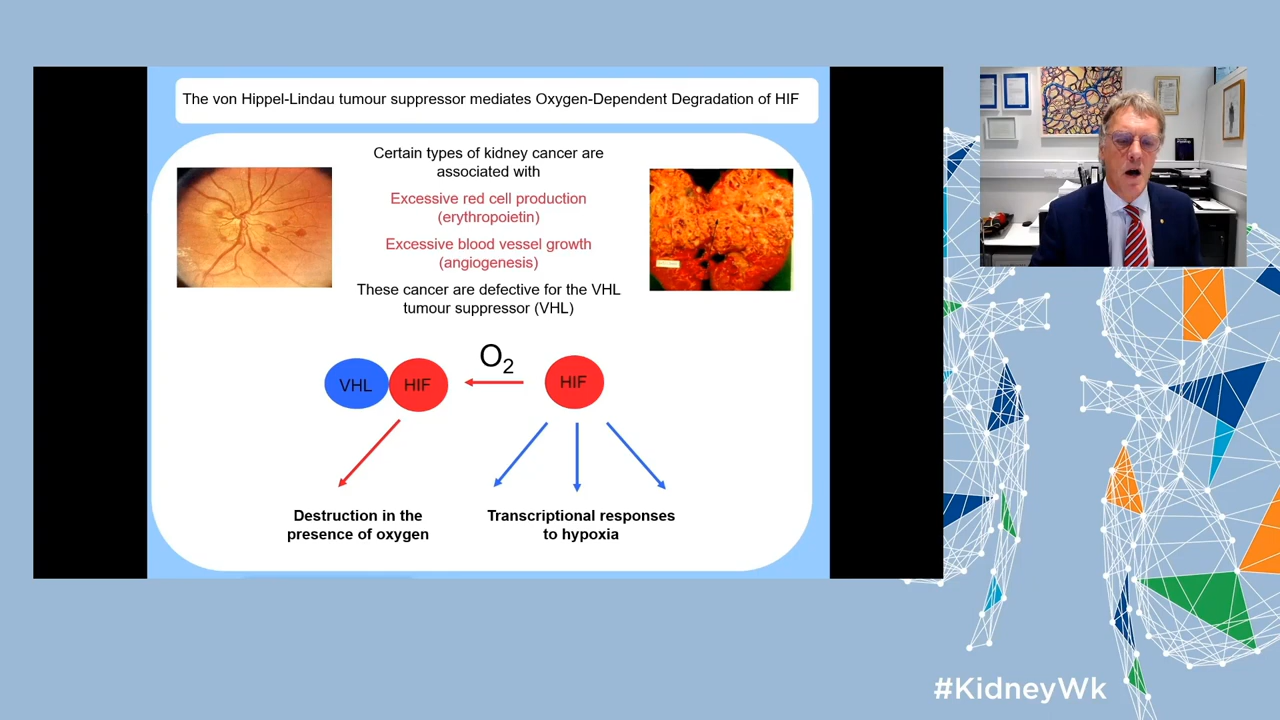 The von Hippel-Lindau tumour suppressor mediates Oxygen-Dependent Degradation of HIF
Certain types of kidney cancer are
associated with
Excessive red cell production
(erythropoietin)
Excessive blood vessel growth
(angiogenesis)
These cancer are defective for the VHL
tumour suppressor (VHL)
O2
VHL
HIF
HIF
Destruction in the
presence of oxygen
Transcriptional responses
to hypoxia
#KidneyWk